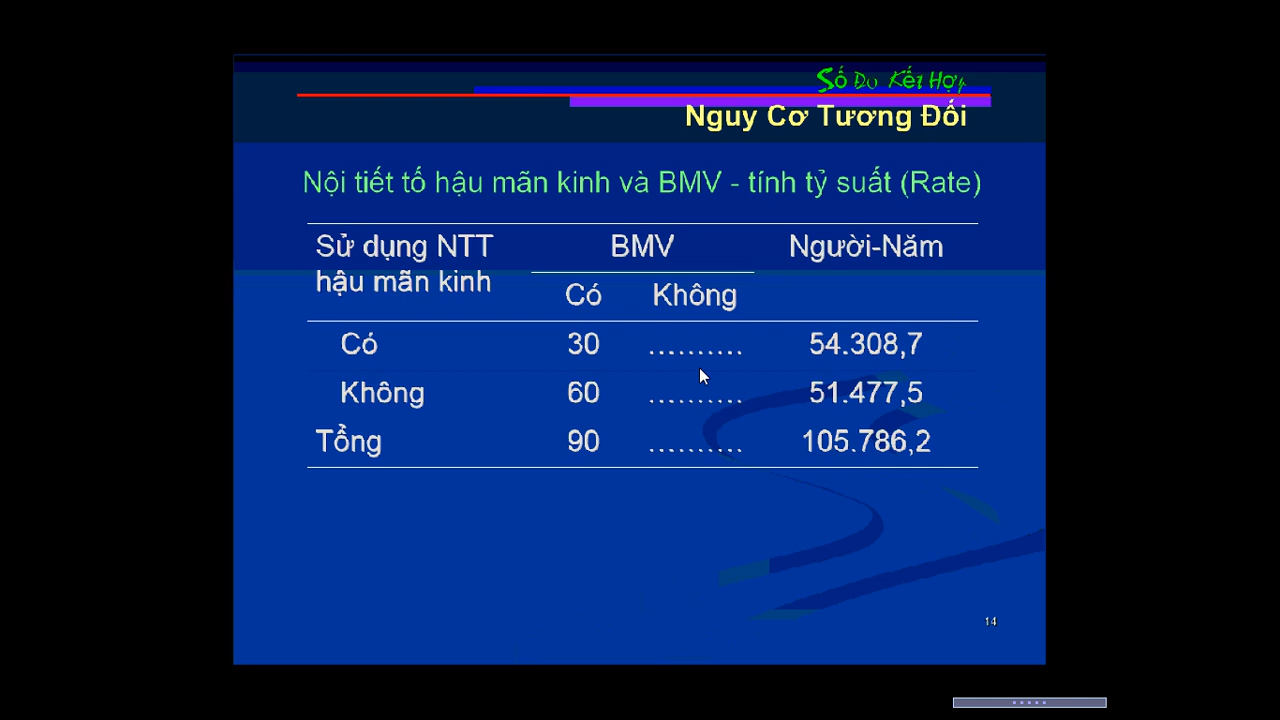 Số Đo Kết Hợp
Nguy Cơ Tương Đối
Nội tiết tố hậu mãn kinh và BMV - tính tỷ suất (Rate)
Sử dụng NTT hậu mãn kinh BMV Người-Năm
Có Không
Có 30 .......... 54.308,7
Không 60 .......... 51.477,5
Tổng 90 .......... 105.786,2
14